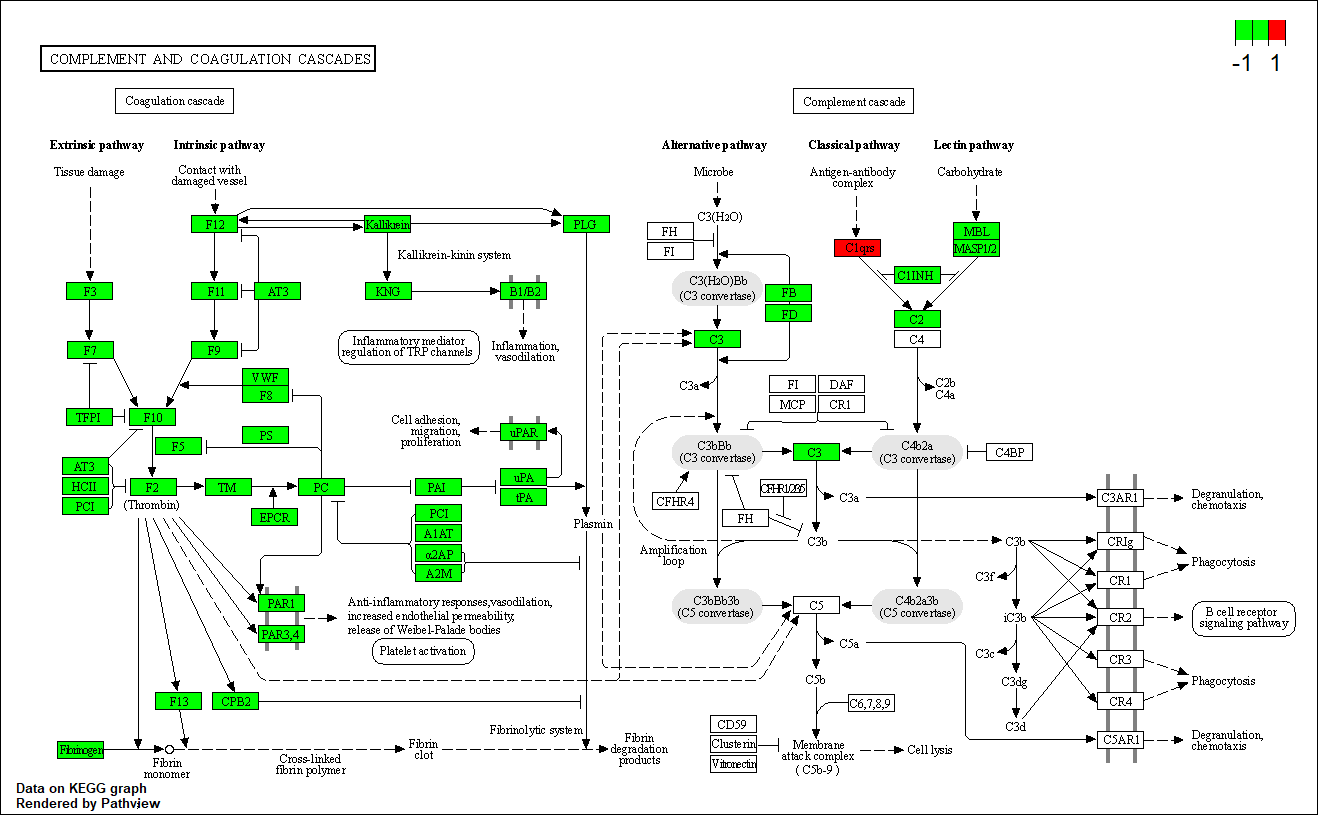 -1 1
COMPLEMENT AND COAGULATION CASCADES
Coagulation cascade
Complement cascade
Extrinsic pathway
Intrinsic pathway
Alternative pathway
Classical pathway
Lectin pathway
Tissue damage
Contact with
damaged vessel
Microbe
Antigen-antibody
complex
Carbohydrate
F12
Kallikrein
PLG
Kallikrein-kinin system
F3
F11
AT3
KNG
B1/B2
Inflammatory mediator
regulation of TRP channels
Inflammation,
vasodilation
F7
F9
VWF
F8
TFPI
F10
F5
PS
Cell adhesion,
migration,
proliferation
uPAR
AT3
HCII
PCI
F2
(Thrombin)
TM
PC
PAI
uPA
tPA
EPCR
PCI
A1AT
α2AP
A2M
Plasmin
PAR1
PAR3,4
Anti-inflammatory responses,vasodilation,
increased endothelial permeability,
release of Weibel-Palade bodies
Platelet activation
F13
CPB2
Fibrinolytic system
Fibrinogen
Fibrin
monomer
Cross-linked
fibrin polymer
Fibrin
clot
Fibrin
degradation
products
C3(H2O)
FH
FI
C3(H2O)Bb
(C3 convertase)
FB
FD
C1qrs
MBL
MASP1/2
C1INH
C2
C4
C3
C3a
FI
DAF
MCP
CR1
C2b
C4a
C3bBb
(C3 convertase)
C3
C4b2a
(C3 convertase)
C4BP
CFHR4
FH
C3a
C3AR1
Degranulation,
chemotaxis
Amplification
loop
C3b
C3b
CRIg
Phagocytosis
C3f
CR1
C3bBb3b
(C5 convertase)
C5
C4b2a3b
(C5 convertase)
iC3b
CR2
B cell receptor
signaling pathway
C5a
C3c
CR3
C5b
C3dg
Phagocytosis
CR4
C6,7,8,9
C3d
CD59
Clusterin
Vitronectin
Membrane
attack complex
(C5b-9)
Cell lysis
C5AR1
Degranulation,
chemotaxis
Data on KEGG graph
Rendered by Pathview